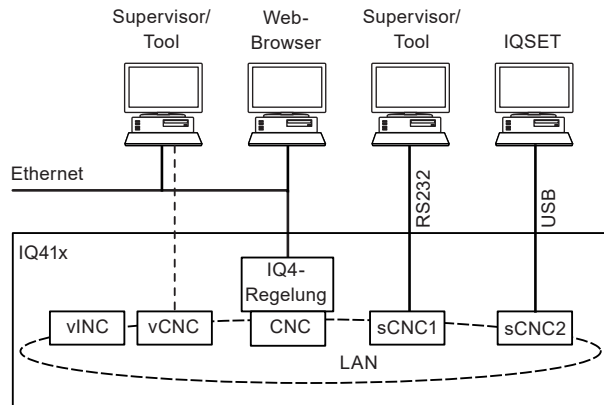 Supervisor/ Web- Supervisor/
Tool Browser Tool IQSET
Ethernet
RS232
USB
IQ41x
IQ4-
Regelung
vINC vCNC CNC sCNC1 sCNC2
LAN